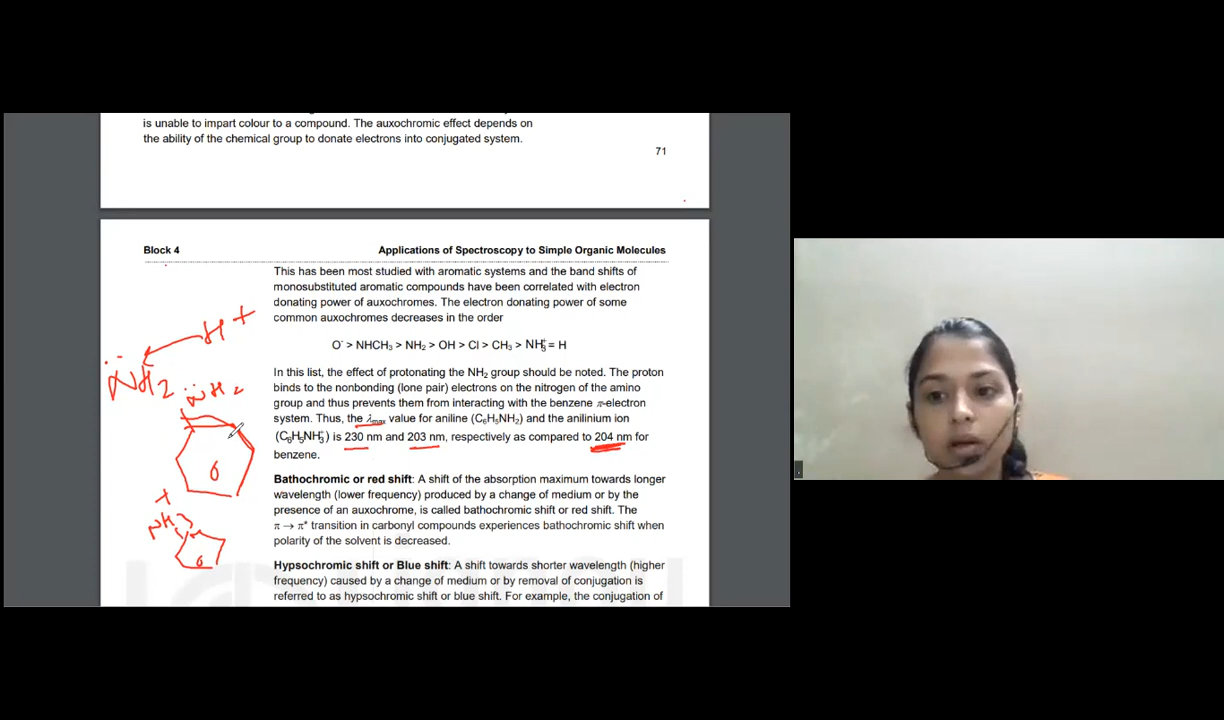 is unable to impart colour to a compound. The auxochromic effect depends on
the ability of the chemical group to donate electrons into conjugated system.
71
Block 4
Applications of Spectroscopy to Simple Organic Molecules
This has been most studied with aromatic systems and the band shifts of
monosubstituted aromatic compounds have been correlated with electron
donating power of auxochromes. The electron donating power of some
common auxochromes decreases in the order
O⁻ > NHCH₃ > NH₂ > OH > Cl > CH₃ > NH₃⁺ = H
In this list, the effect of protonating the NH₂ group should be noted. The proton
binds to the nonbonding (lone pair) electrons on the nitrogen of the amino
group and thus prevents them from interacting with the benzene π-electron
system. Thus, the λmax value for aniline (C₆H₅NH₂) and the anilinium ion
(C₆H₅NH₃⁺) is 230 nm and 203 nm, respectively as compared to 204 nm for
benzene.
Bathochromic or red shift: A shift of the absorption maximum towards longer
wavelength (lower frequency) produced by a change of medium or by the
presence of an auxochrome, is called bathochromic shift or red shift. The
π → π* transition in carbonyl compounds experiences bathochromic shift when
polarity of the solvent is decreased.
Hypsochromic shift or Blue shift: A shift towards shorter wavelength (higher
frequency) caused by a change of medium or by removal of conjugation is
referred to as hypsochromic shift or blue shift. For example, the conjugation of
H+
NH2
NH2
+
NH3